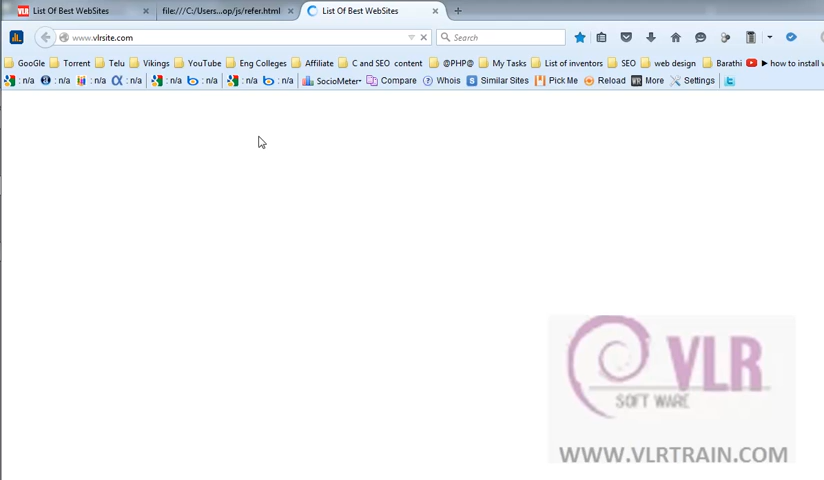 List Of Best WebSites
file:///C:/Users...op/js/refer.html
List Of Best WebSites
www.vlrsite.com
Search
GooGle Torrent Telu Vikings YouTube Eng Colleges Affiliate C and SEO content @PHP@ My Tasks List of inventors SEO web design Barathi how to install v
: n/a : n/a : n/a : n/a : n/a : n/a : n/a : n/a SocioMeter Compare Whois Similar Sites Pick Me Reload More Settings
VLR
SOFT WARE
WWW.VLRTRAIN.COM